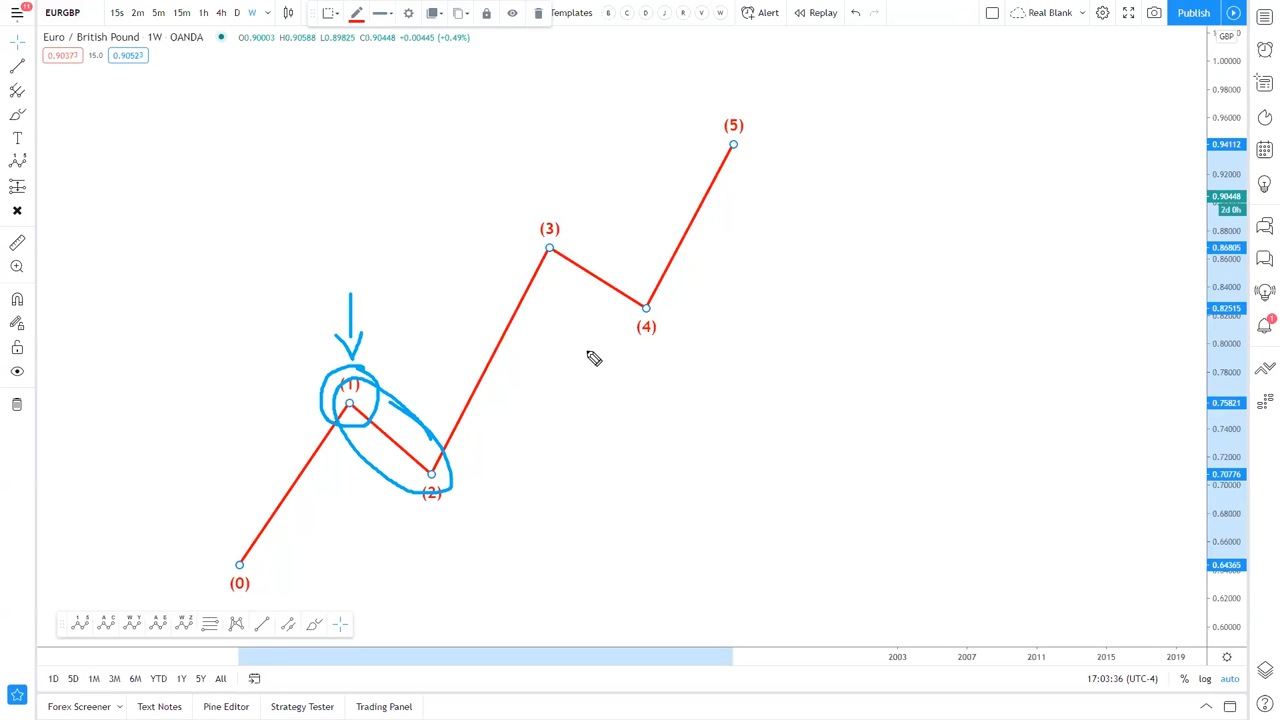 11
EURGBP
15s 2m 5m 15m 1h 4h D W
Templates B C D J R V W
Alert
Replay
Real Blank
Publish
Euro / British Pound · 1W · OANDA
O0.90003 H0.90588 L0.89825 C0.90448 +0.00445 (+0.49%)
0.90373
15.0
0.90523
GBP
1.00000
0.98000
0.96000
0.94112
0.92000
0.90448
2d 0h
0.88000
0.86805
0.86000
0.84000
0.82515
0.82000
0.80000
0.78000
0.75821
0.74000
0.72000
0.70776
0.70000
0.68000
0.66000
0.64365
0.62000
0.60000
(5)
(3)
(4)
(1)
(2)
(0)
1 5
A C
W Y
A E
W Z
2003 2007 2011 2015 2019
1D 5D 1M 3M 6M YTD 1Y 5Y All
17:03:36 (UTC-4)
% log auto
Forex Screener
Text Notes
Pine Editor
Strategy Tester
Trading Panel
1